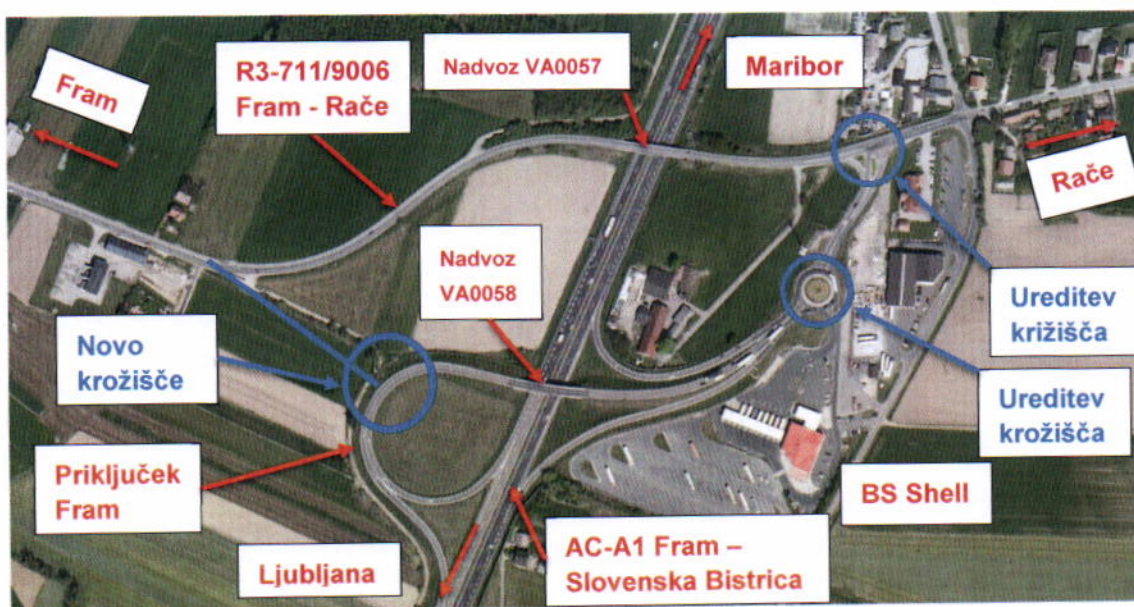 Fram
R3-711/9006
Fram - Rače
Nadvoz VA0057
Maribor
Rače
Nadvoz
VA0058
Novo
krožišče
Ureditev
križišča
Ureditev
krožišča
Priključek
Fram
BS Shell
Ljubljana
AC-A1 Fram –
Slovenska Bistrica